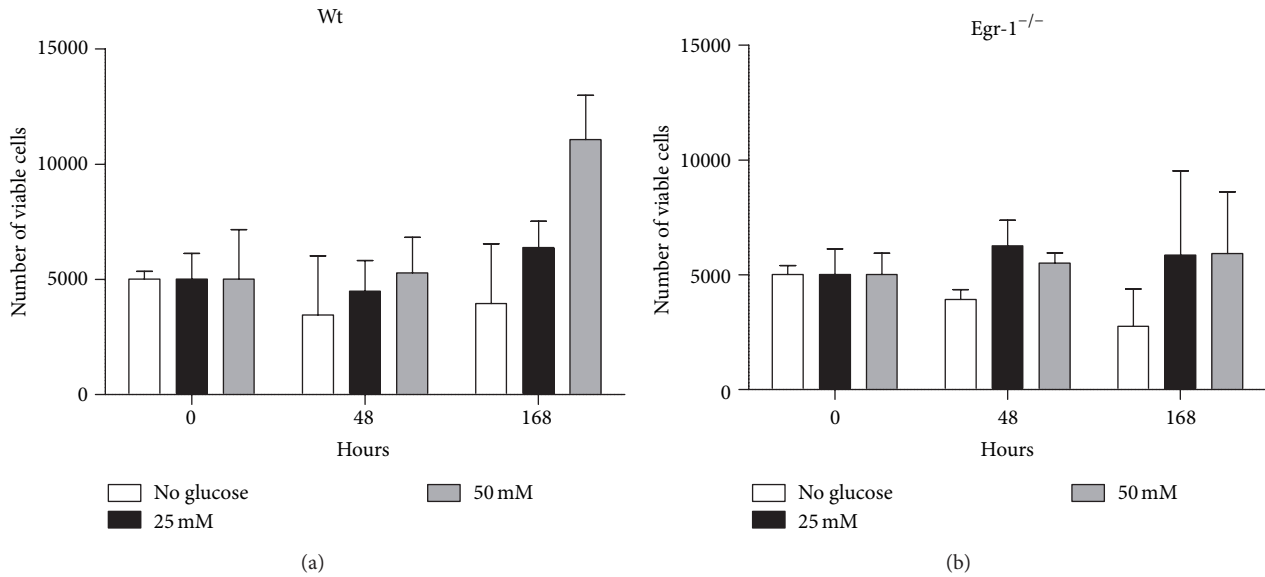 Wt
Number of viable cells
15000
10000
5000
0
0 48 168
Hours
No glucose
25 mM
50 mM
(a)
Egr-1−/−
Number of viable cells
15000
10000
5000
0
0 48 168
Hours
No glucose
25 mM
50 mM
(b)